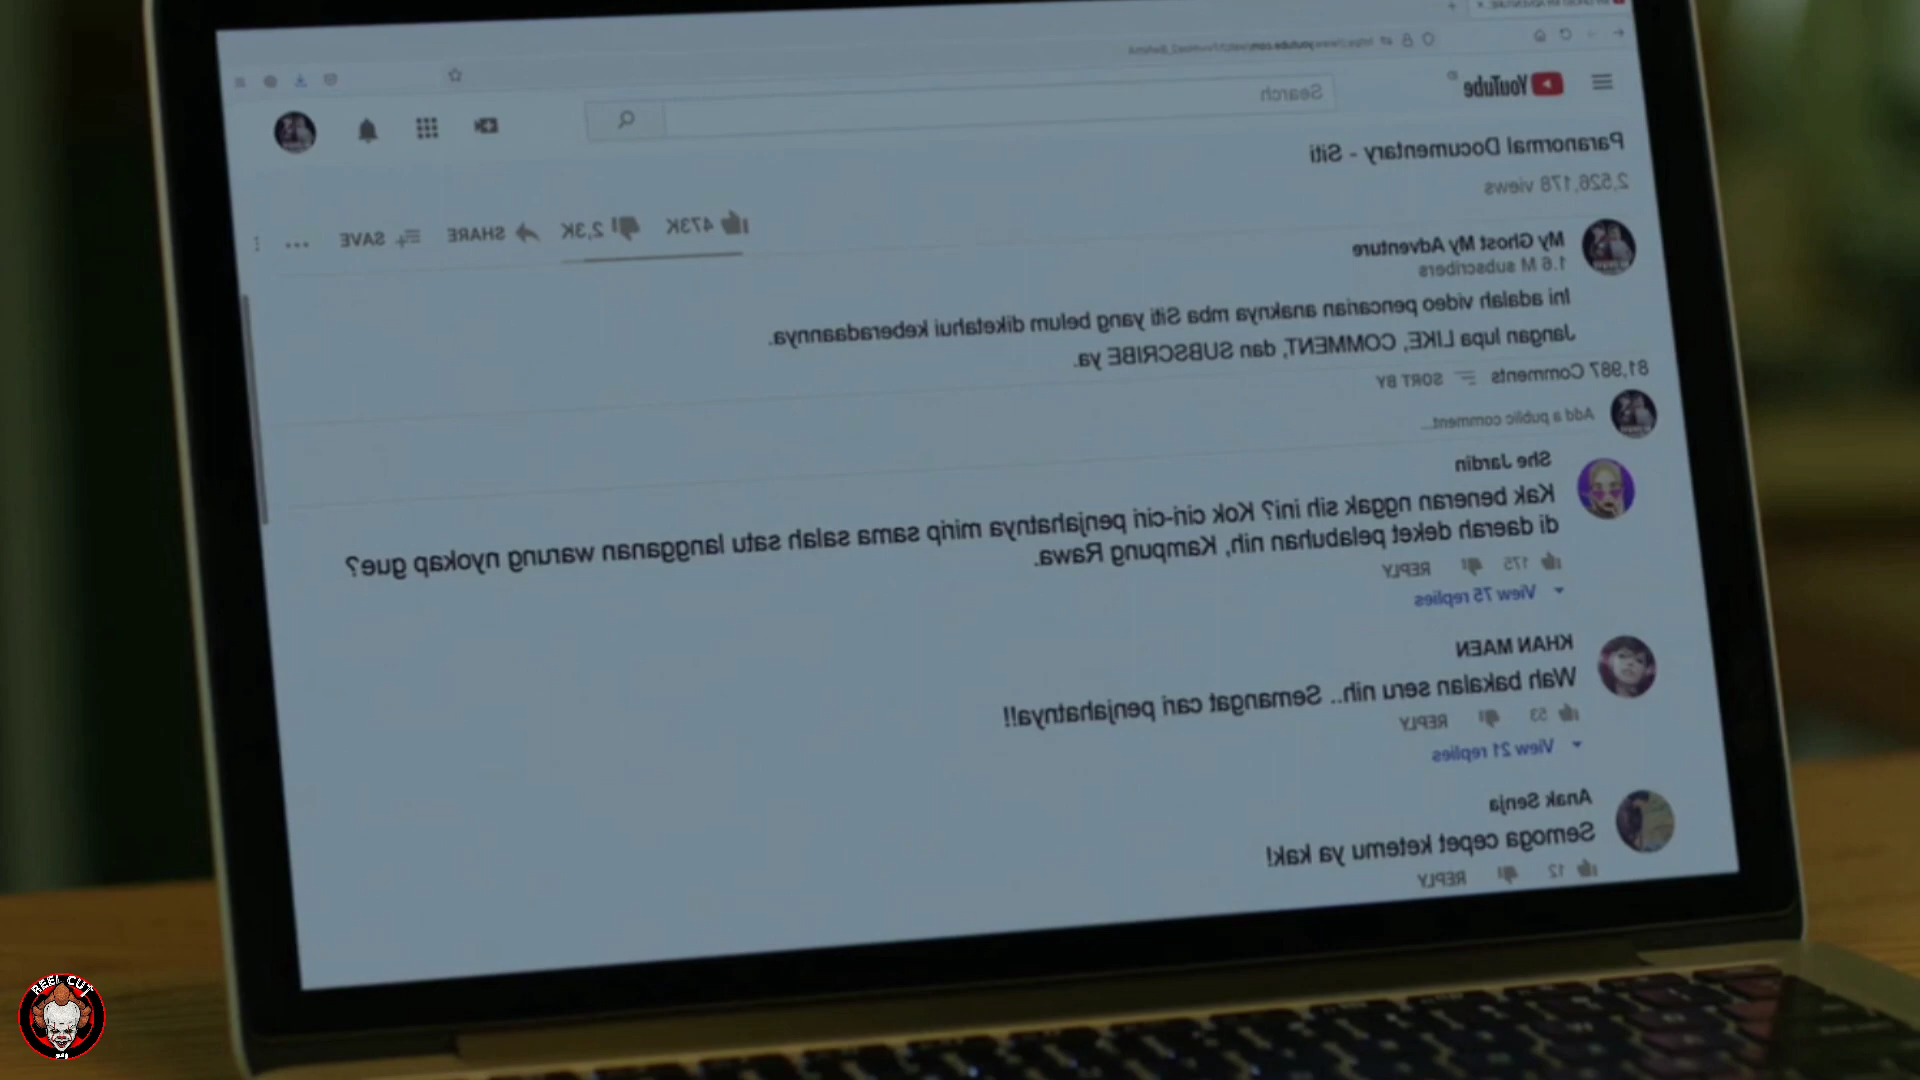 YouTube
Search
Paranormal Documentary - Siti
2,526,178 views
473K 2,3K SHARE SAVE
My Ghost My Adventure
1.6 M subscribers
Ini adalah video pencarian anaknya mba Siti yang belum diketahui keberadaannya.
Jangan lupa LIKE, COMMENT, dan SUBSCRIBE ya.
81,987 Comments SORT BY
Add a public comment...
She Jardin
Kak beneran nggak sih ini? Kok ciri-ciri penjahatnya mirip sama salah satu langganan warung nyokap gue?
di daerah deket pelabuhan nih, Kampung Rawa.
175 REPLY
View 75 replies
KHAN MAEN
Wah bakalan seru nih.. Semangat cari penjahatnya!!
53 REPLY
View 21 replies
Anak Senja
Semoga cepet ketemu ya kak!
12 REPLY
REEL CUT